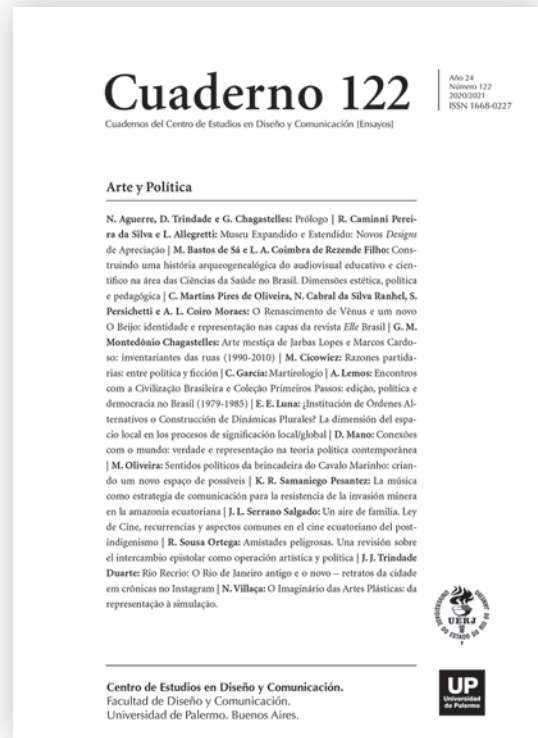 Cuaderno 122
Cuadernos del Centro de Estudios en Diseño y Comunicación [Ensayos]
Año 24
Número 122
2020/2021
ISSN 1668-0227
Arte y Política
N. Aguerre, D. Trindade e G. Chagastelles: Prólogo | R. Caminni Perei-
ra da Silva e L. Allegretti: Museu Expandido e Estendido: Novos Designs
de Apreciação | M. Bastos de Sá e L. A. Coimbra de Rezende Filho: Cons-
truindo uma história arqueogenealógica do audiovisual educativo e cien-
tífico na área das Ciências da Saúde no Brasil. Dimensões estética, política
e pedagógica | C. Martins Pires de Oliveira, N. Cabral da Silva Ranhel, S.
Persichetti e A. L. Coiro Moraes: O Renascimento de Vênus e um novo
O Beijo: identidade e representação nas capas da revista Elle Brasil | G. M.
Montedônio Chagastelles: Arte mestiça de Jarbas Lopes e Marcos Cardo-
so: inventariantes das ruas (1990-2010) | M. Cicowiez: Razones partida-
rias: entre política y ficción | C. García: Martirologio | A. Lemos: Encontros
com a Civilização Brasileira e Coleção Primeiros Passos: edição, política e
democracia no Brasil (1979-1985) | E. E. Luna: ¿Institución de Órdenes Al-
ternativos o Construcción de Dinámicas Plurales? La dimensión del espa-
cio local en los procesos de significación local/global | D. Mano: Conexões
com o mundo: verdade e representação na teoria política contemporânea
| M. Oliveira: Sentidos políticos da brincadeira do Cavalo Marinho: crian-
do um novo espaço de possíveis | K. R. Samaniego Pesantez: La música
como estrategia de comunicación para la resistencia de la invasión minera
en la amazonia ecuatoriana | J. L. Serrano Salgado: Un aire de familia. Ley
de Cine, recurrencias y aspectos comunes en el cine ecuatoriano del post-
indigenismo | R. Sousa Ortega: Amistades peligrosas. Una revisión sobre
el intercambio epistolar como operación artística y política | J. J. Trindade
Duarte: Rio Recrio: O Rio de Janeiro antigo e o novo – retratos da cidade
em crônicas no Instagram | N. Villaça: O Imaginário das Artes Plásticas: da
representação à simulação.
UNIVERSIDADE DO ESTADO DO RIO DE JANEIRO
UERJ
Centro de Estudios en Diseño y Comunicación.
Facultad de Diseño y Comunicación.
Universidad de Palermo. Buenos Aires.
UP
Universidad
de Palermo